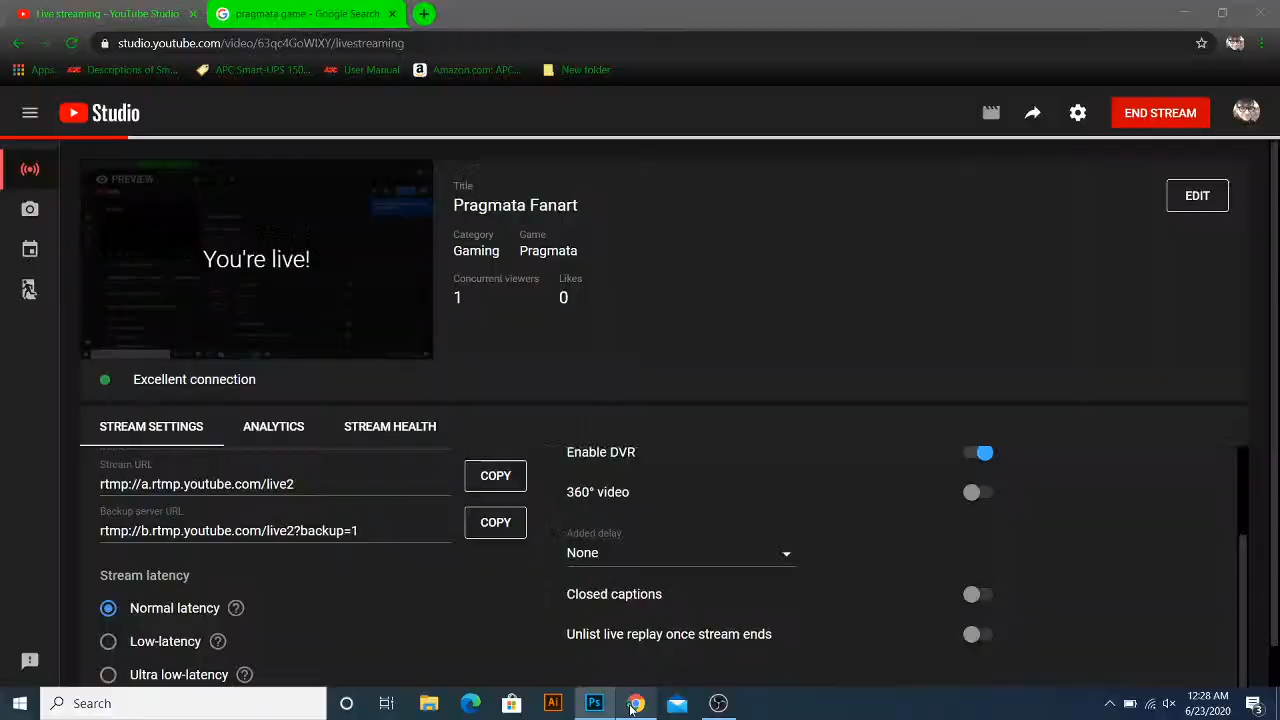 Live streaming - YouTube Studio
pragmata game - Google Search
studio.youtube.com/video/63qc4GoWIXY/livestreaming
Apps
Descriptions of Sm...
APC Smart-UPS 150...
User Manual
Amazon.com: APC...
New folder
Studio
END STREAM
PREVIEW
You're live!
Title
Pragmata Fanart
EDIT
Category
Game
Gaming
Pragmata
Concurrent viewers
Likes
1
0
Excellent connection
STREAM SETTINGS
ANALYTICS
STREAM HEALTH
Stream URL
rtmp://a.rtmp.youtube.com/live2
COPY
Backup server URL
rtmp://b.rtmp.youtube.com/live2?backup=1
COPY
Stream latency
Normal latency
Low-latency
Ultra low-latency
Enable DVR
360° video
Added delay
None
Closed captions
Unlist live replay once stream ends
Search
Ai
Ps
12:28 AM
6/23/2020
3